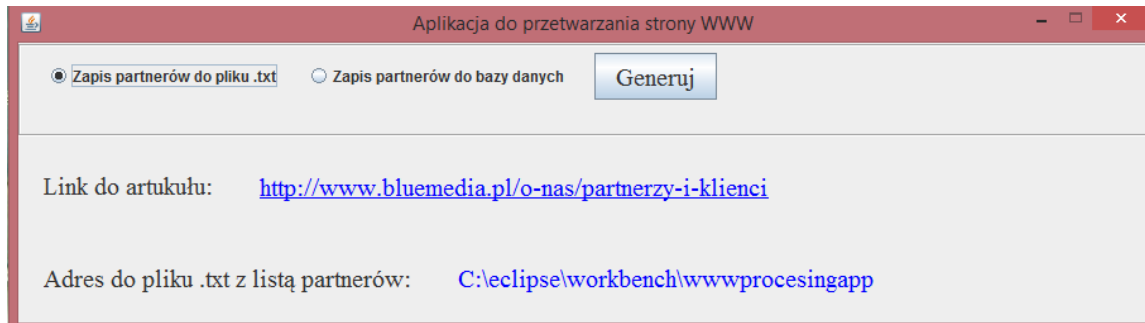 Aplikacja do przetwarzania strony WWW
Zapis partnerów do pliku .txt Zapis partnerów do bazy danych Generuj
Link do artukułu: http://www.bluemedia.pl/o-nas/partnerzy-i-klienci
Adres do pliku .txt z listą partnerów: C:\eclipse\workbench\wwwprocesingapp